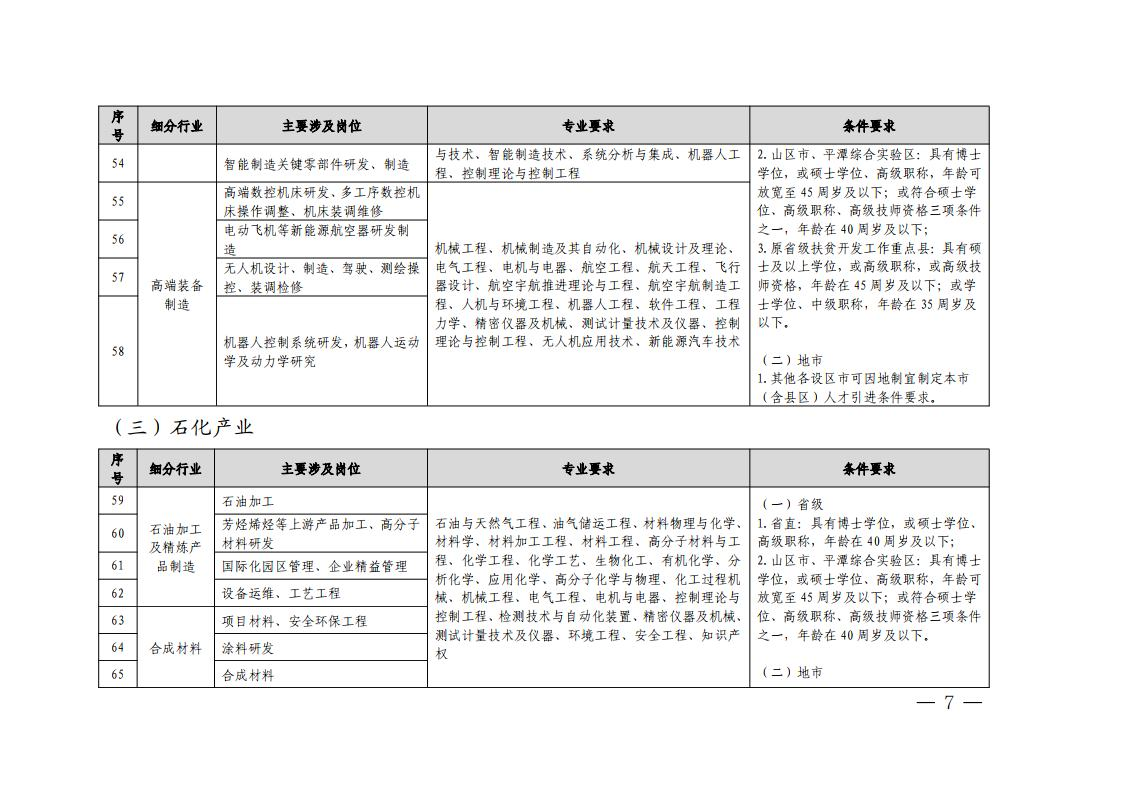 序号 细分行业 主要涉及岗位 专业要求 条件要求
54
智能制造关键零部件研发、制造
与技术、智能制造技术、系统分析与集成、机器人工
程、控制理论与控制工程
55
高端数控机床研发、多工序数控机
床操作调整、机床装调维修
56
电动飞机等新能源航空器研发制
造
57
无人机设计、制造、驾驶、测绘操
控、装调检修
58
机器人控制系统研发,机器人运动
学及动力学研究
高端装备
制造
机械工程、机械制造及其自动化、机械设计及理论、
电气工程、电机与电器、航空工程、航天工程、飞行
器设计、航空宇航推进理论与工程、航空宇航制造工
程、人机与环境工程、机器人工程、软件工程、工程
力学、精密仪器及机械、测试计量技术及仪器、控制
理论与控制工程、无人机应用技术、新能源汽车技术
2.山区市、平潭综合实验区:具有博士
学位,或硕士学位、高级职称,年龄可
放宽至 45 周岁及以下;或符合硕士学
位、高级职称、高级技师资格三项条件
之一,年龄在 40 周岁及以下;
3.原省级扶贫开发工作重点县:具有硕
士及以上学位,或高级职称,或高级技
师资格,年龄在 45 周岁及以下;或学
士学位、中级职称,年龄在 35 周岁及
以下。
(二)地市
1.其他各设区市可因地制宜制定本市
(含县区)人才引进条件要求。
(三)石化产业
序号 细分行业 主要涉及岗位 专业要求 条件要求
59
石油加工
60
芳烃烯烃等上游产品加工、高分子
材料研发
61
国际化园区管理、企业精益管理
62
设备运维、工艺工程
石油加工
及精炼产
品制造
63
项目材料、安全环保工程
64
涂料研发
65
合成材料
合成材料
石油与天然气工程、油气储运工程、材料物理与化学、
材料学、材料加工工程、材料工程、高分子材料与工
程、化学工程、化学工艺、生物化工、有机化学、分
析化学、应用化学、高分子化学与物理、化工过程机
械、机械工程、电气工程、电机与电器、控制理论与
控制工程、检测技术与自动化装置、精密仪器及机械、
测试计量技术及仪器、环境工程、安全工程、知识产
权
(一)省级
1.省直:具有博士学位,或硕士学位、
高级职称,年龄在 40 周岁及以下;
2.山区市、平潭综合实验区:具有博士
学位,或硕士学位、高级职称,年龄可
放宽至 45 周岁及以下;或符合硕士学
位、高级职称、高级技师资格三项条件
之一,年龄在 40 周岁及以下。
(二)地市
— 7 —